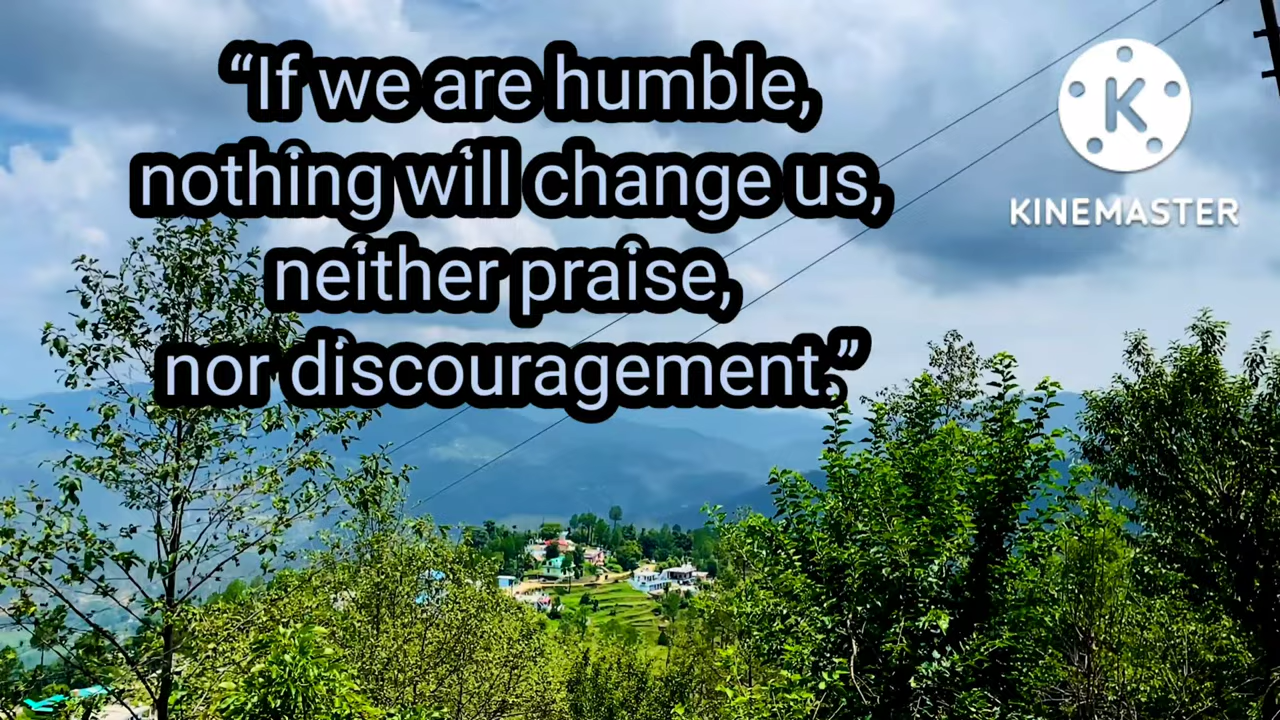 “If we are humble,
nothing will change us,
neither praise,
nor discouragement.”
K
KINEMASTER